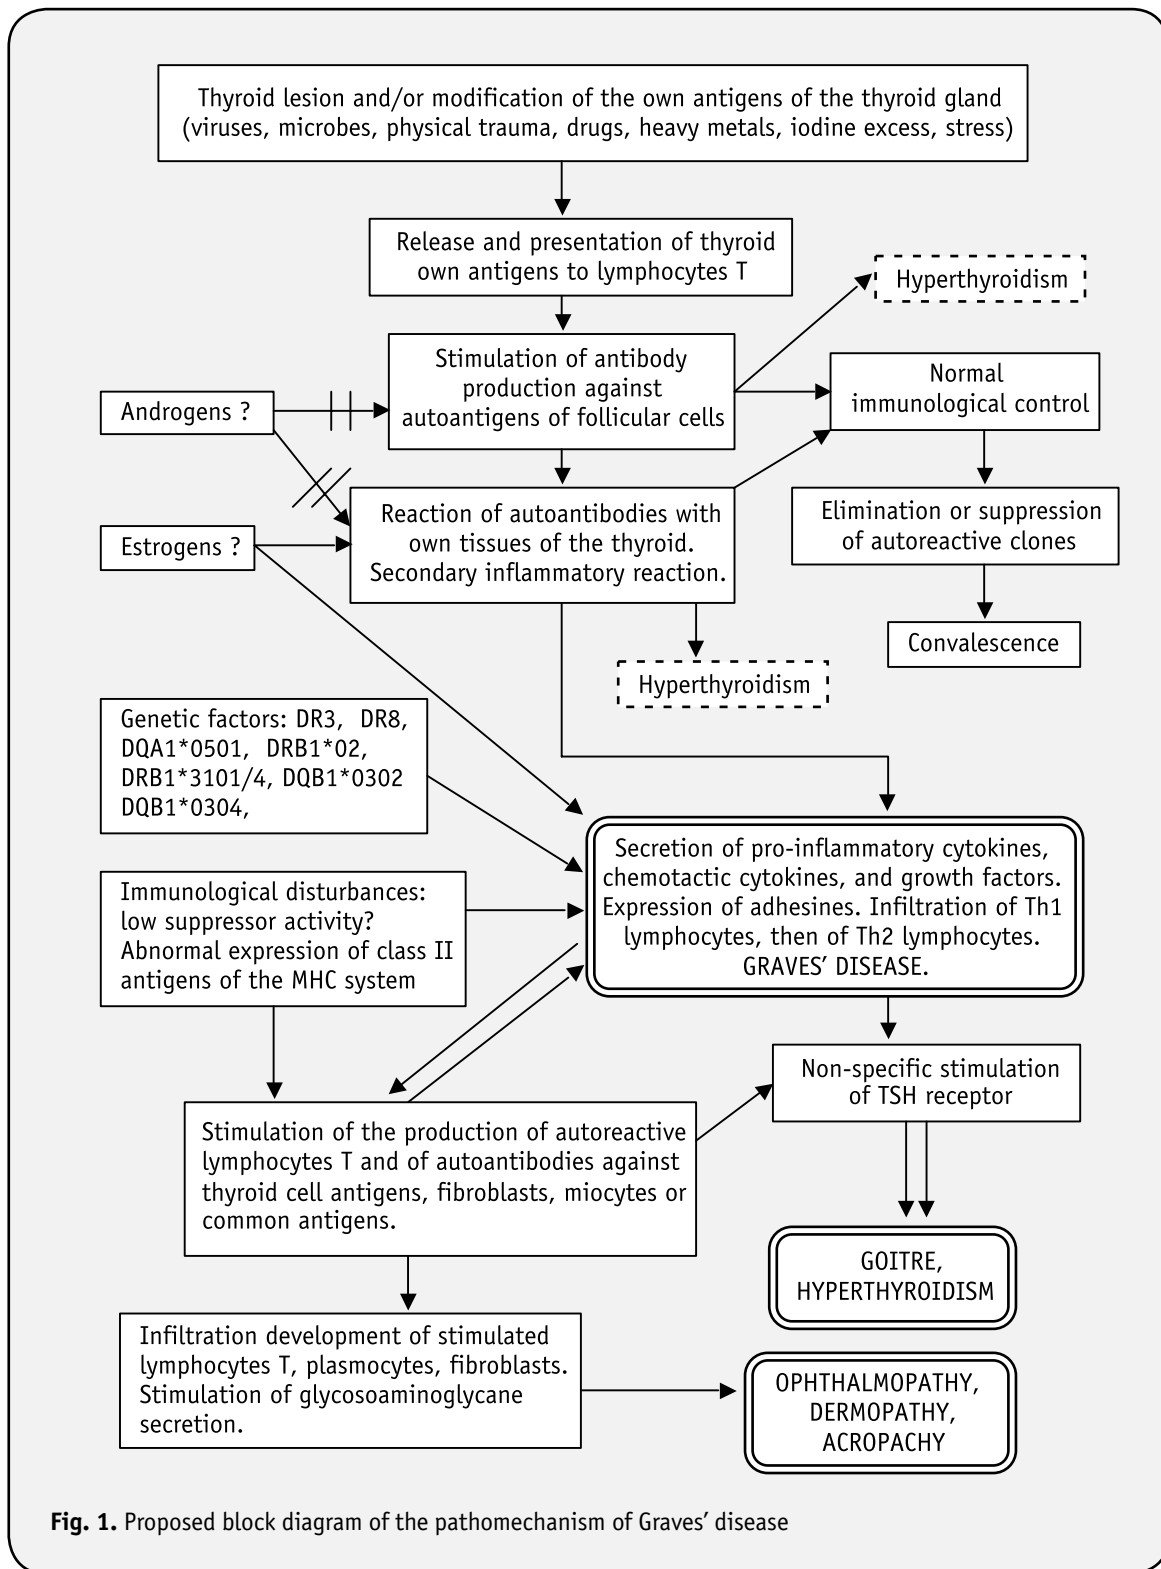 Thyroid lesion and/or modification of the own antigens of the thyroid gland
(viruses, microbes, physical trauma, drugs, heavy metals, iodine excess, stress)
Release and presentation of thyroid
own antigens to lymphocytes T
Hyperthyroidism
Stimulation of antibody
production against
autoantigens of follicular cells
Normal
immunological control
Androgens ?
Reaction of autoantibodies with
own tissues of the thyroid.
Secondary inflammatory reaction.
Elimination or suppression
of autoreactive clones
Estrogens ?
Convalescence
Hyperthyroidism
Genetic factors: DR3, DR8,
DQA1*0501, DRB1*02,
DRB1*3101/4, DQB1*0302
DQB1*0304,
Secretion of pro-inflammatory cytokines,
chemotactic cytokines, and growth factors.
Expression of adhesines. Infiltration of Th1
lymphocytes, then of Th2 lymphocytes.
GRAVES' DISEASE.
Immunological disturbances:
low suppressor activity?
Abnormal expression of class II
antigens of the MHC system
Non-specific stimulation
of TSH receptor
Stimulation of the production of autoreactive
lymphocytes T and of autoantibodies against
thyroid cell antigens, fibroblasts, miocytes or
common antigens.
GOITRE,
HYPERTHYROIDISM
Infiltration development of stimulated
lymphocytes T, plasmocytes, fibroblasts.
Stimulation of glycosoaminoglycane
secretion.
OPHTHALMOPATHY,
DERMOPATHY,
ACROPACHY
Fig. 1. Proposed block diagram of the pathomechanism of Graves' disease